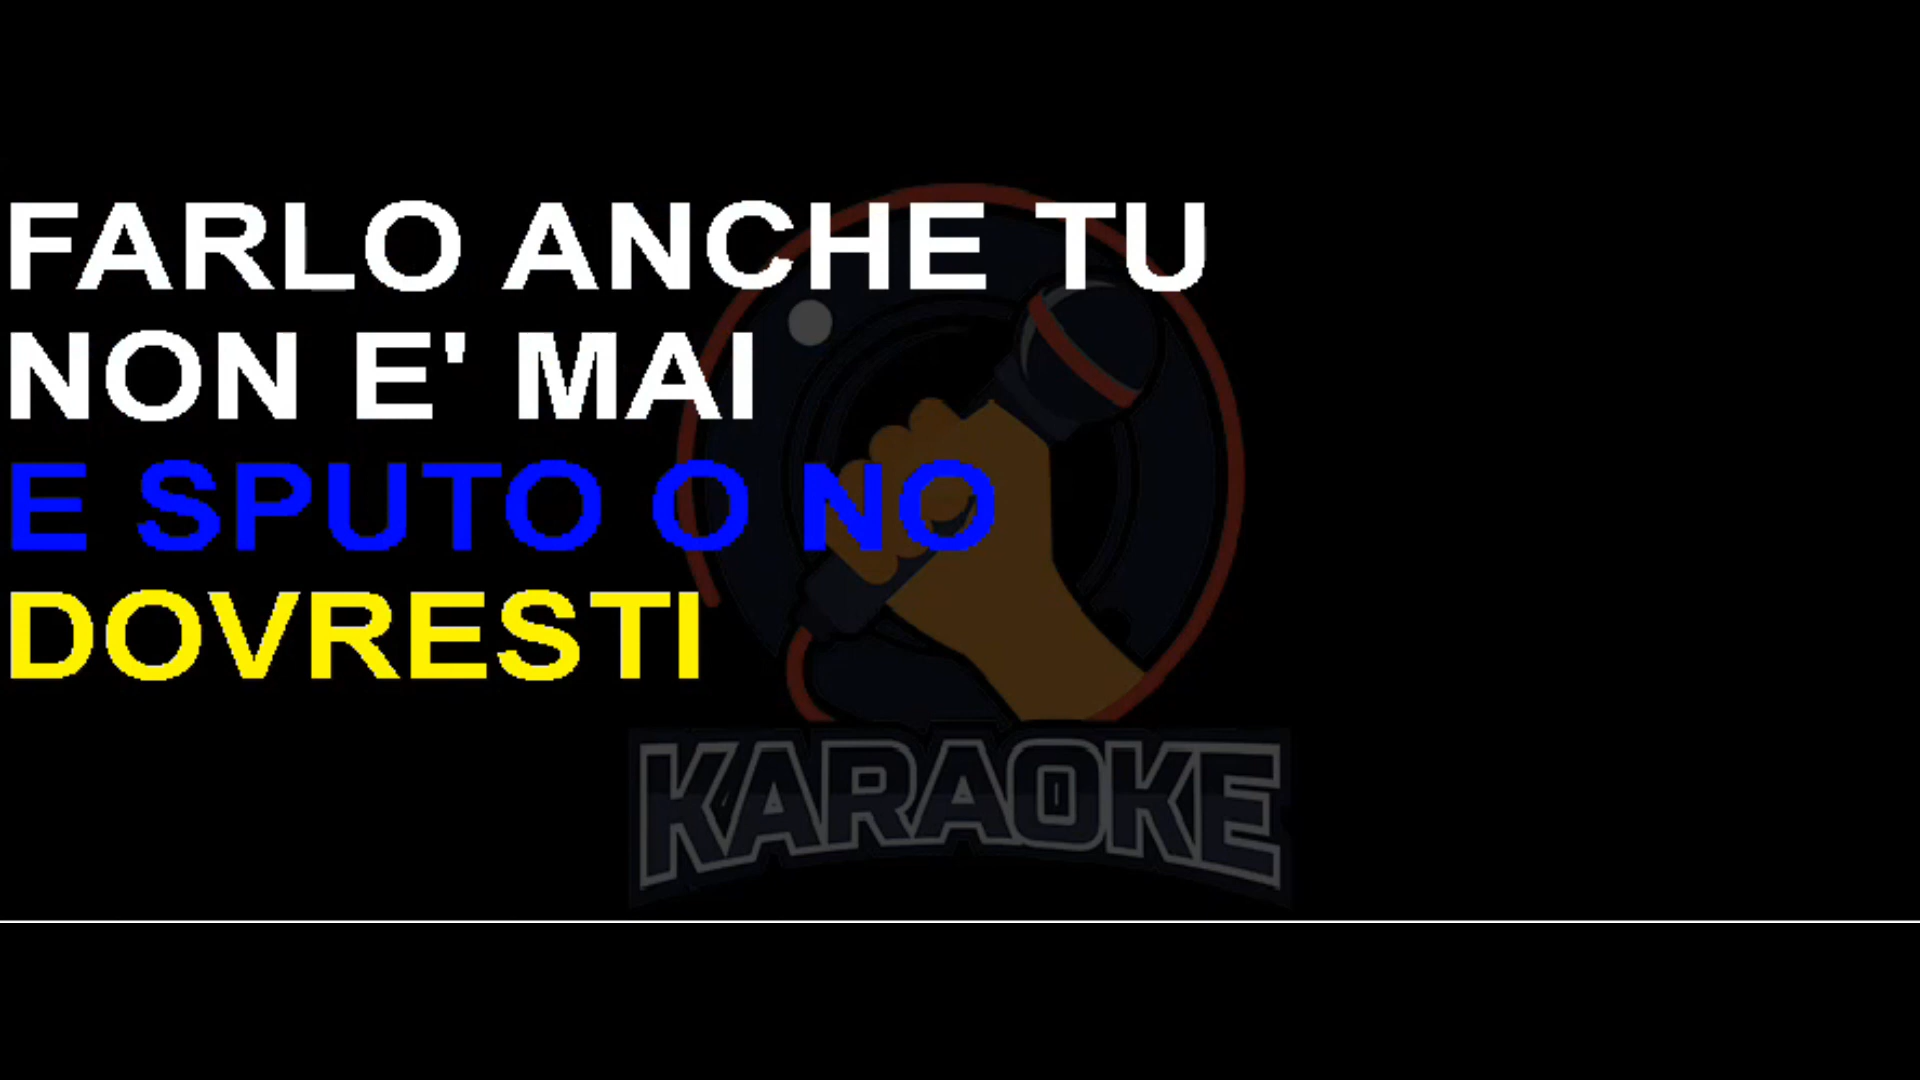 FARLO ANCHE TU
NON E' MAI
E SPUTO O NO
DOVRESTI
KARAOKE